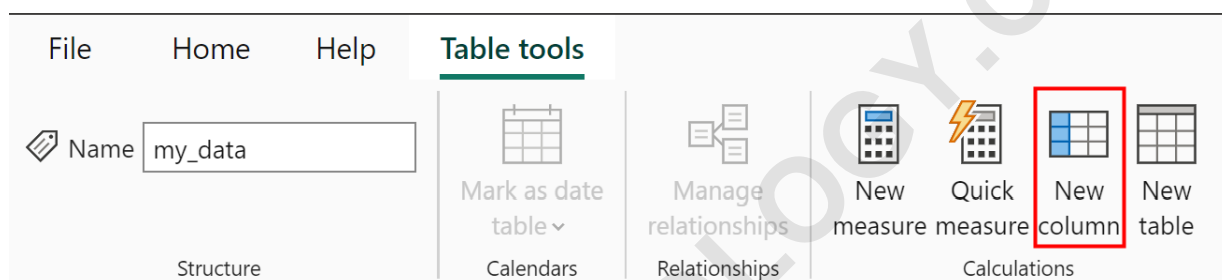 File Home Help Table tools
Name my_data
Mark as date
table
Manage
relationships
New
measure
Quick
measure
New
column
New
table
Structure Calendars Relationships Calculations
LOGY.C